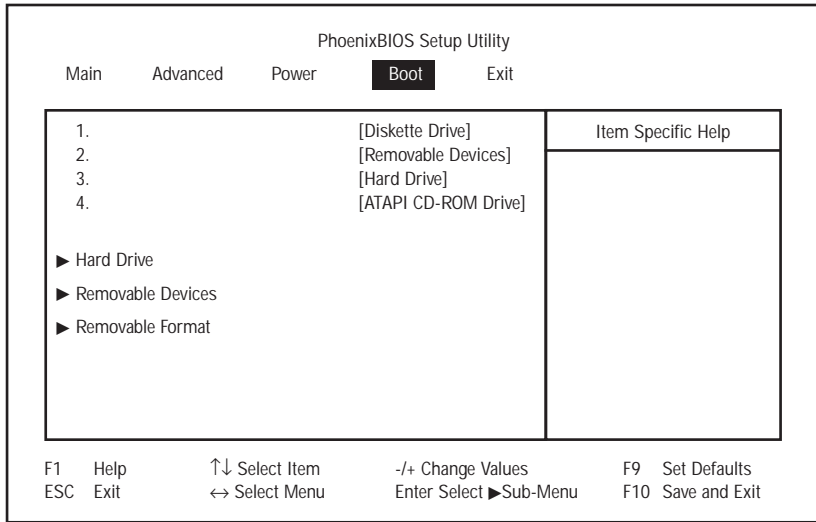 PhoenixBIOS Setup Utility
Main Advanced Power Boot Exit
1. [Diskette Drive]
2. [Removable Devices]
3. [Hard Drive]
4. [ATAPI CD-ROM Drive]
▶ Hard Drive
▶ Removable Devices
▶ Removable Format
Item Specific Help
F1 Help ↑↓ Select Item -/+ Change Values F9 Set Defaults
ESC Exit ↔ Select Menu Enter Select ▶Sub-Menu F10 Save and Exit